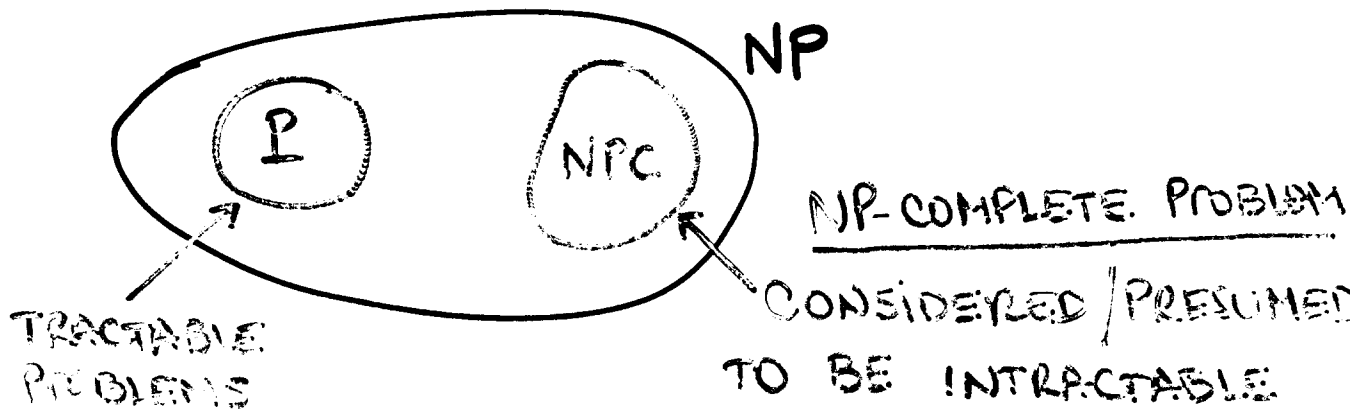 NP
P
NPC
NP-COMPLETE PROBLEM
CONSIDERED/PRESUMED
TO BE INTRACTABLE
TRACTABLE
PROBLEMS